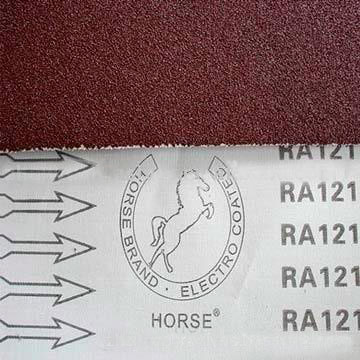 RA121
RA121
HORSE BRAND · ELECTRO COATED
RA121
RA121
HORSE®
RA121